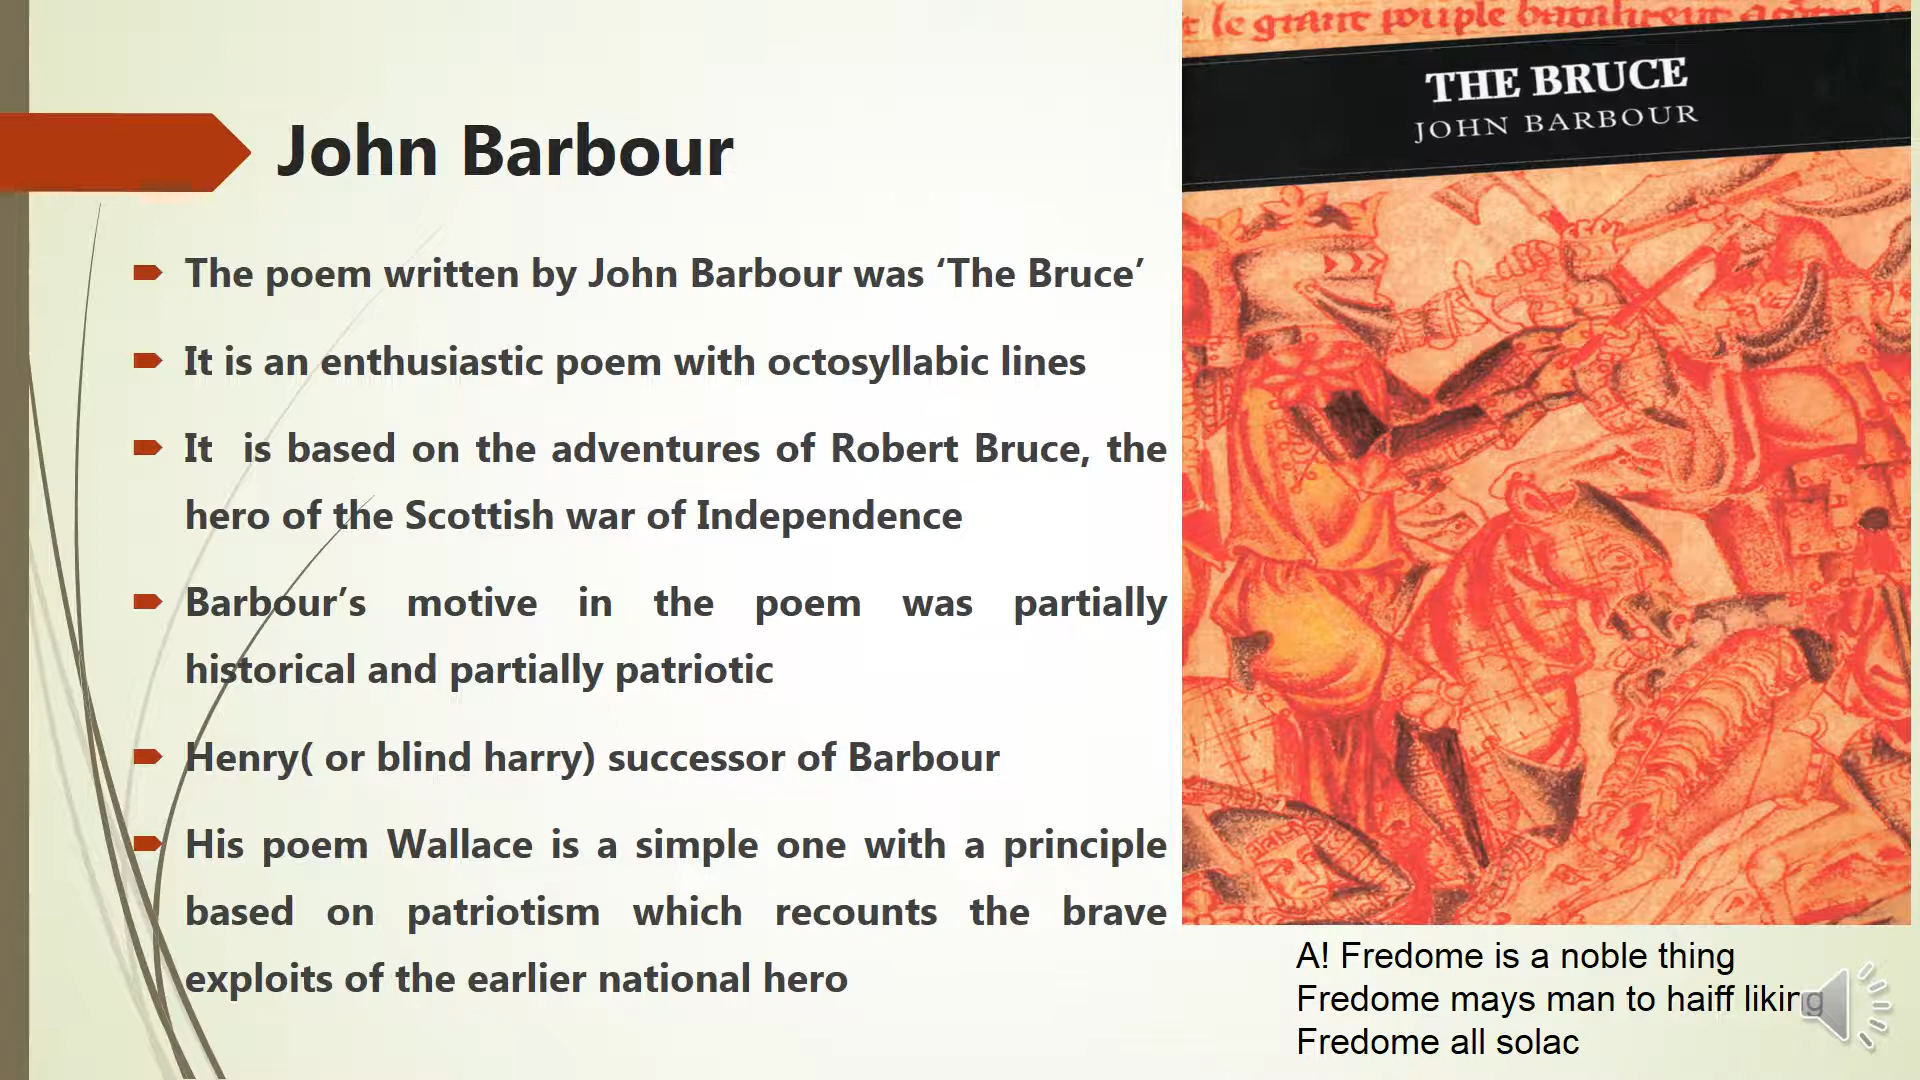 John Barbour
The poem written by John Barbour was ‘The Bruce’
It is an enthusiastic poem with octosyllabic lines
It is based on the adventures of Robert Bruce, the
hero of the Scottish war of Independence
Barbour’s motive in the poem was partially
historical and partially patriotic
Henry( or blind harry) successor of Barbour
His poem Wallace is a simple one with a principle
based on patriotism which recounts the brave
exploits of the earlier national hero
le grant pouple
THE BRUCE
JOHN BARBOUR
A! Fredome is a noble thing
Fredome mays man to haiff liking
Fredome all solac